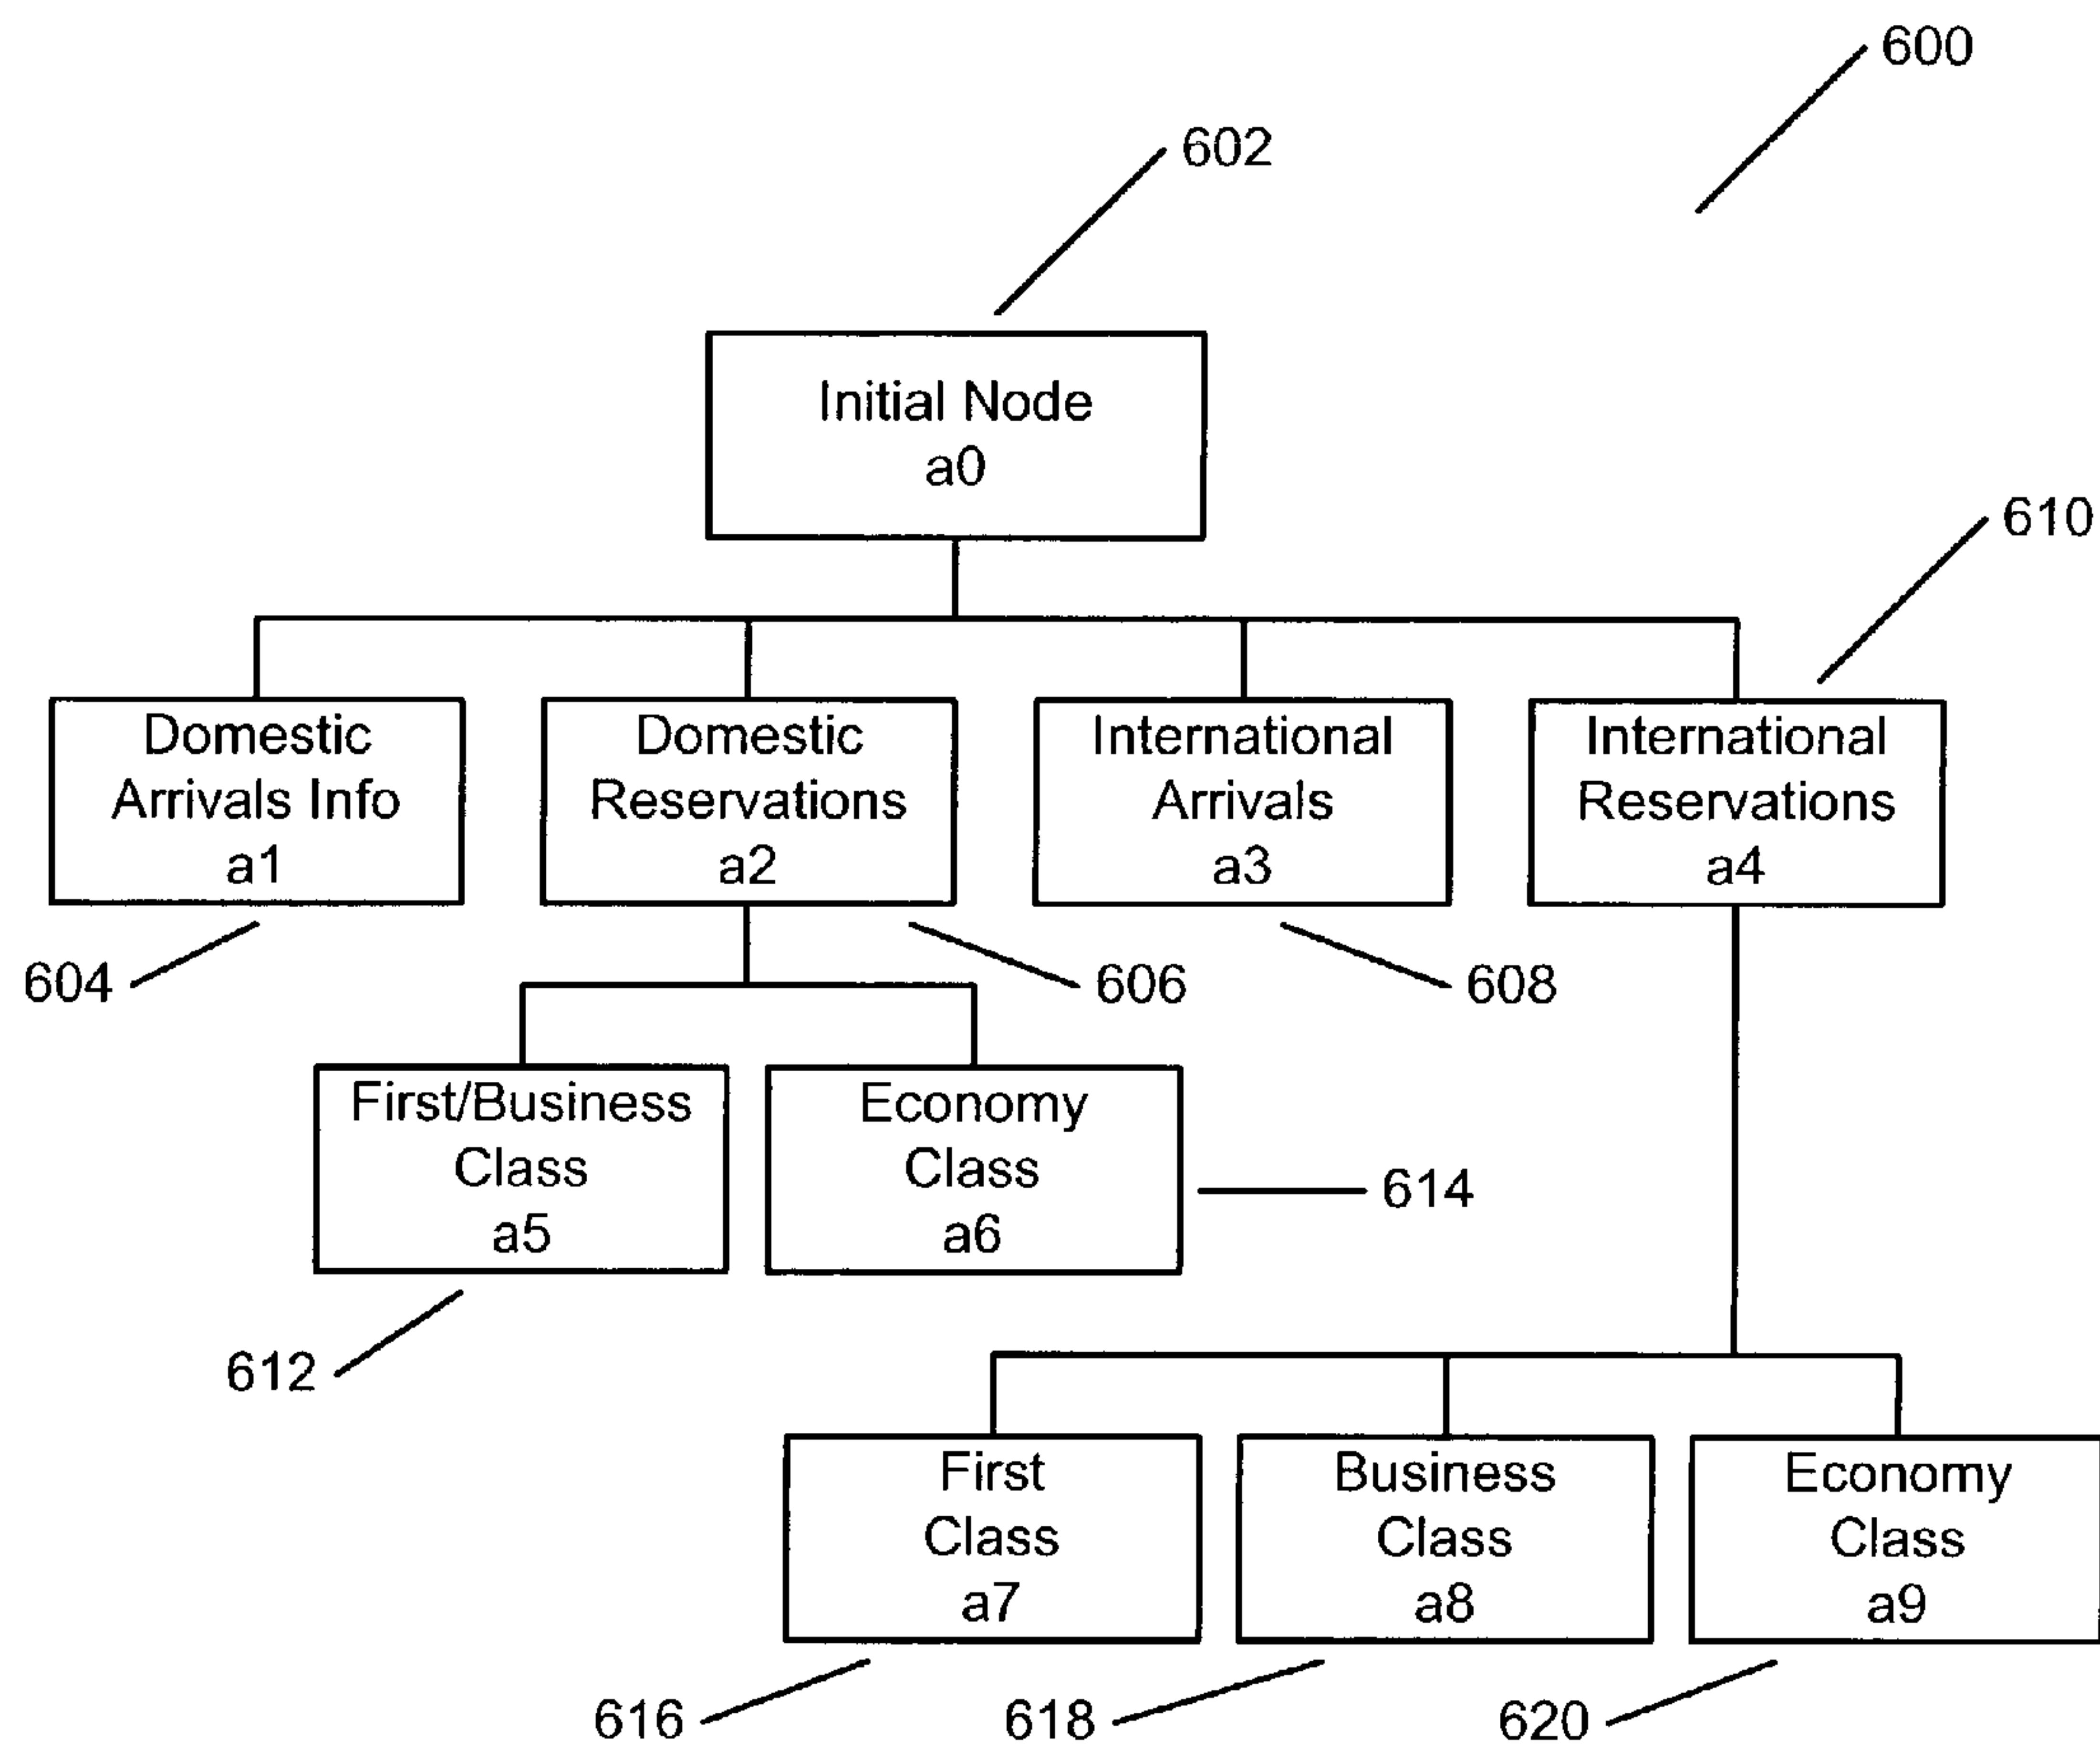 600
602
Initial Node
a0
610
Domestic
Arrivals Info
a1
Domestic
Reservations
a2
International
Arrivals
a3
International
Reservations
a4
604
606
608
First/Business
Class
a5
Economy
Class
a6
614
612
First
Class
a7
Business
Class
a8
Economy
Class
a9
616
618
620